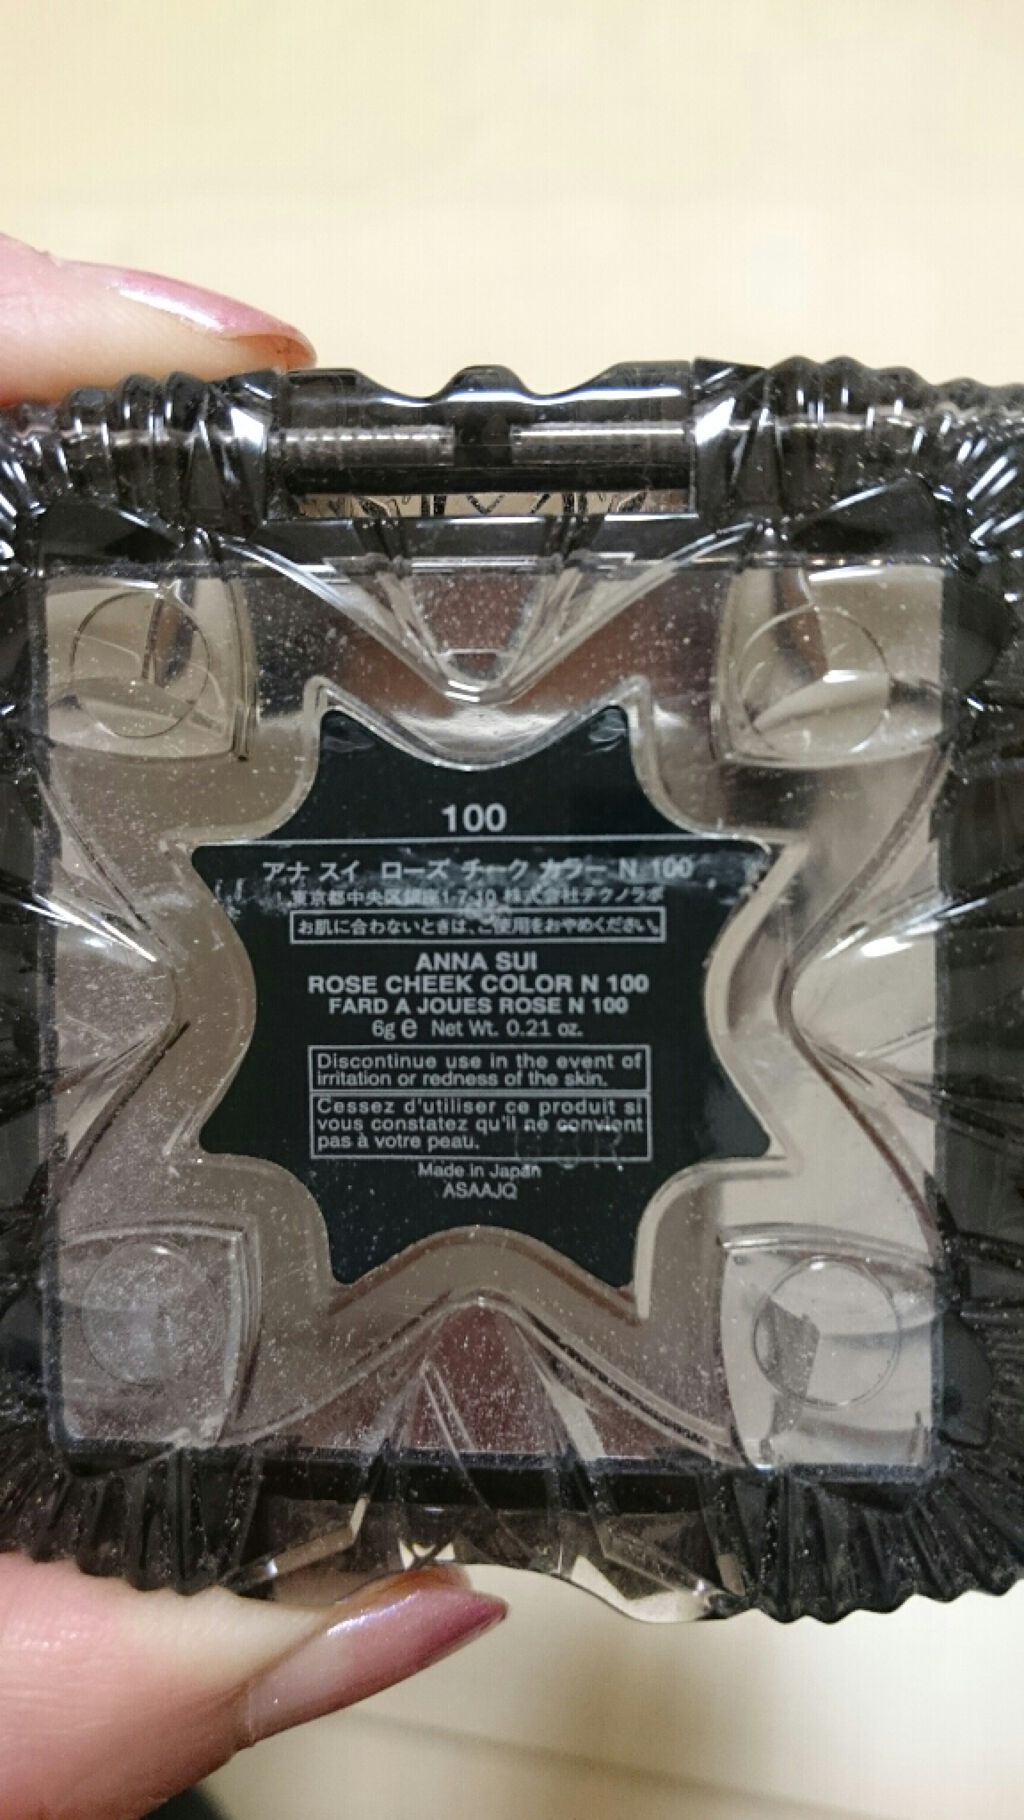 100
アナ スイ ローズ チーク カラー N 100
東京都中央区銀座1-7-10 株式会社テクノラボ
お肌に合わないときは、ご使用をおやめください。
ANNA SUI
ROSE CHEEK COLOR N 100
FARD A JOUES ROSE N 100
6g e Net Wt. 0.21 oz.
Discontinue use in the event of
irritation or redness of the skin.
Cessez d'utiliser ce produit si
vous constatez qu'il ne convient
pas à votre peau.
Made in Japan
ASAAJQ